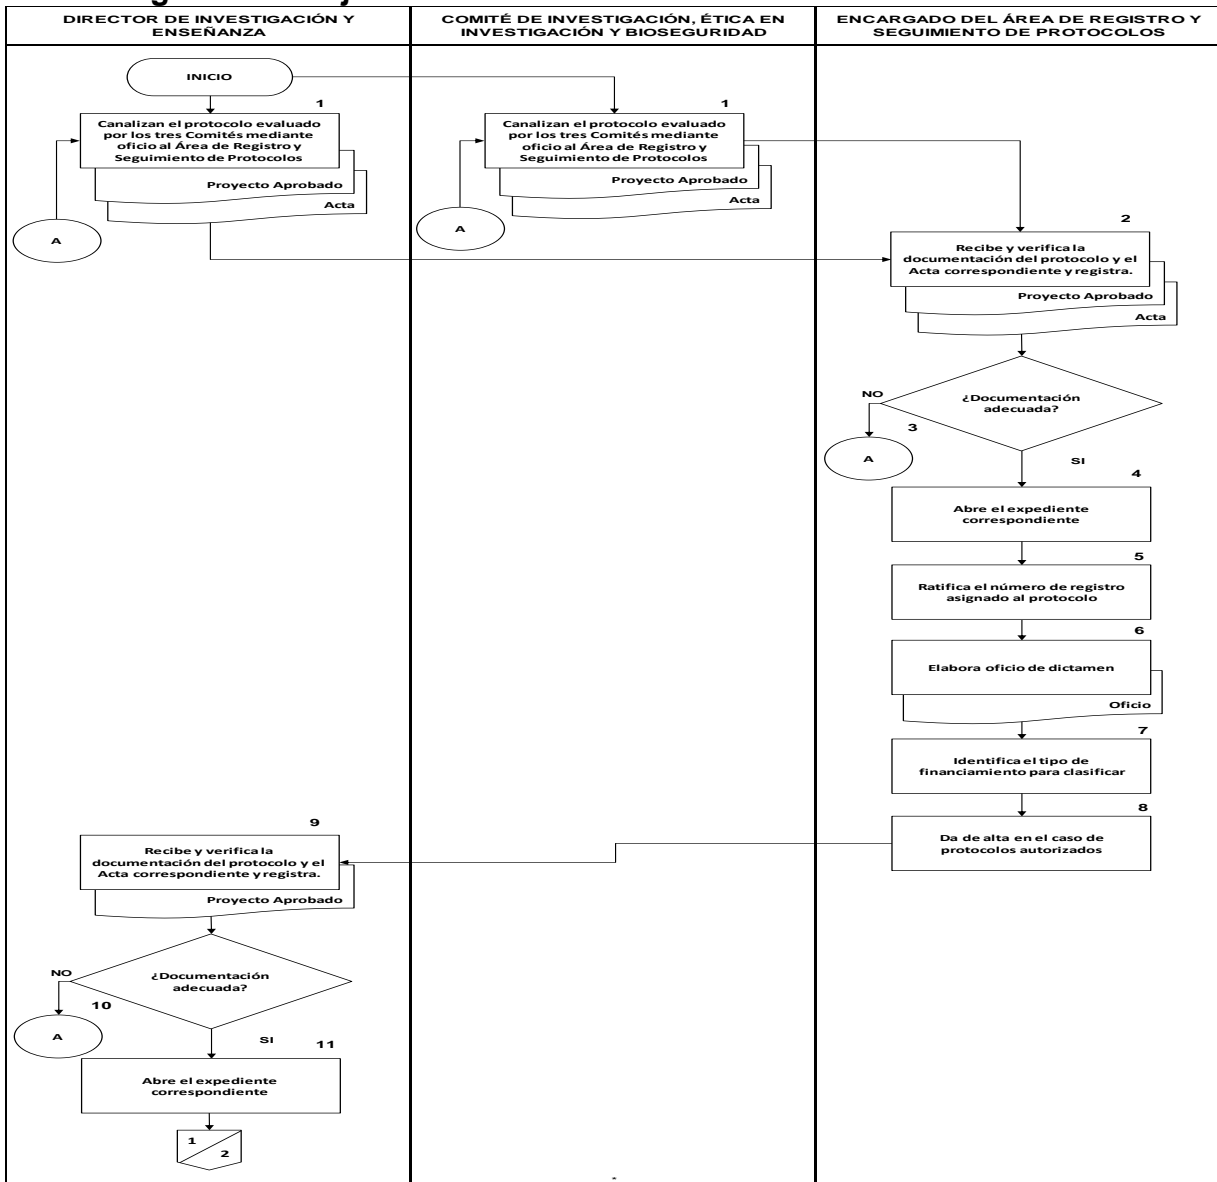 DIRECTOR DE INVESTIGACIÓN Y
ENSEÑANZA
COMITÉ DE INVESTIGACIÓN, ÉTICA EN
INVESTIGACIÓN Y BIOSEGURIDAD
ENCARGADO DEL ÁREA DE REGISTRO Y
SEGUIMIENTO DE PROTOCOLOS
INICIO
1
Canalizan el protocolo evaluado
por los tres Comités mediante
oficio al Área de Registro y
Seguimiento de Protocolos
Proyecto Aprobado
Acta
A
1
Canalizan el protocolo evaluado
por los tres Comités mediante
oficio al Área de Registro y
Seguimiento de Protocolos
Proyecto Aprobado
Acta
A
2
Recibe y verifica la
documentación del protocolo y el
Acta correspondiente y registra.
Proyecto Aprobado
Acta
¿Documentación
adecuada?
NO
3
A
SI
4
Abre el expediente
correspondiente
5
Ratifica el número de registro
asignado al protocolo
6
Elabora oficio de dictamen
Oficio
7
Identifica el tipo de
financiamiento para clasificar
8
Da de alta en el caso de
protocolos autorizados
9
Recibe y verifica la
documentación del protocolo y el
Acta correspondiente y registra.
Proyecto Aprobado
¿Documentación
adecuada?
NO
10
A
SI
11
Abre el expediente
correspondiente
1
2